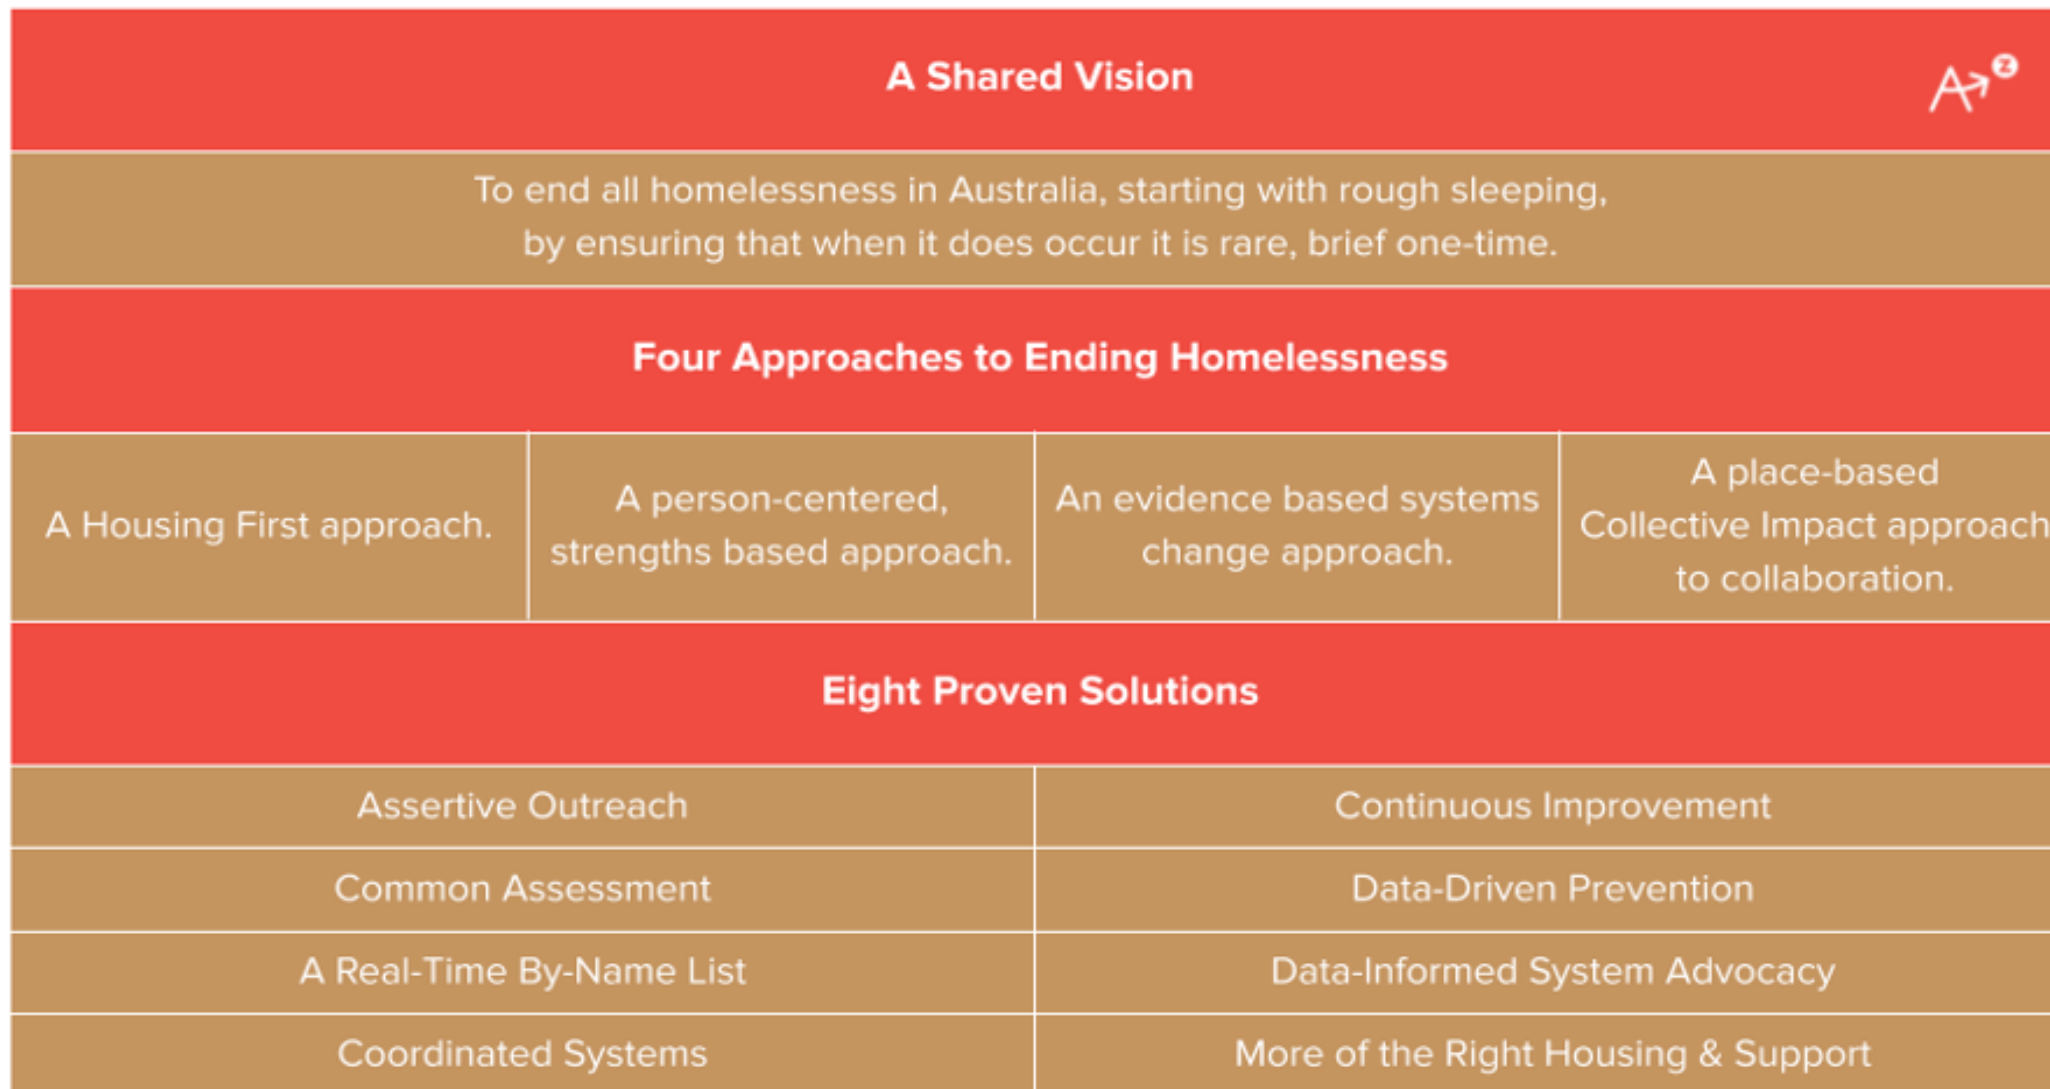 A Shared Vision
A z
To end all homelessness in Australia, starting with rough sleeping,
by ensuring that when it does occur it is rare, brief one-time.
Four Approaches to Ending Homelessness
A Housing First approach.
A person-centered,
strengths based approach.
An evidence based systems
change approach.
A place-based
Collective Impact approach
to collaboration.
Eight Proven Solutions
Assertive Outreach
Continuous Improvement
Common Assessment
Data-Driven Prevention
A Real-Time By-Name List
Data-Informed System Advocacy
Coordinated Systems
More of the Right Housing & Support